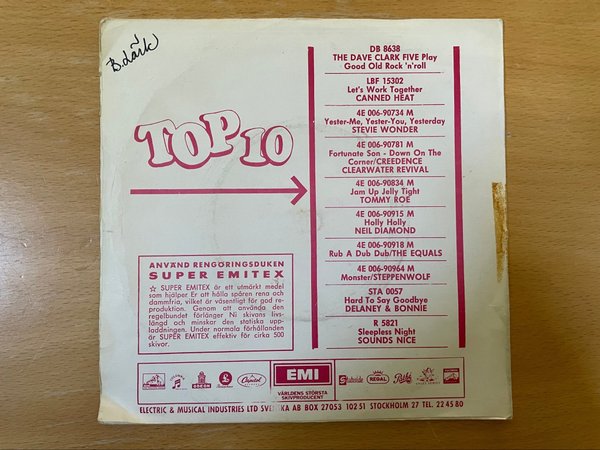 B. Lärk
TOP 10
DB 8638
THE DAVE CLARK FIVE Play
Good Old Rock 'n'roll
LBF 15302
Let's Work Together
CANNED HEAT
4E 006-90734 M
Yester-Me, Yester-You, Yesterday
STEVIE WONDER
4E 006-90781 M
Fortunate Son - Down On The
Corner/CREEDENCE
CLEARWATER REVIVAL
4E 006-90834 M
Jam Up Jelly Tight
TOMMY ROE
4E 006-90915 M
Holly Holly
NEIL DIAMOND
4E 006-90918 M
Rub A Dub Dub/THE EQUALS
4E 006-90964 M
Monster/STEPPENWOLF
STA 0057
Hard To Say Goodbye
DELANEY & BONNIE
R 5821
Sleepless Night
SOUNDS NICE
ANVÄND RENGÖRINGSDUKEN
SUPER EMITEX
☆ SUPER EMITEX är ett utmärkt medel
som hjälper Er att hålla spåren rena och
dammfria, vilket är väsentligt för god re-
produktion. Genom att använda den
regelbundet förlänger Ni skivans livs-
längd och minskar den statiska upp-
laddningen. Under normala förhållanden
är SUPER EMITEX effektiv för cirka 500
skivor.
ODEON
Capitol
EMI
VÄRLDENS STÖRSTA
SKIVPRODUCENT
Stateside
REGAL
Pathé
ELECTRIC & MUSICAL INDUSTRIES LTD SVENSKA AB BOX 27053 102 51 STOCKHOLM 27 TEL. 22 45 80